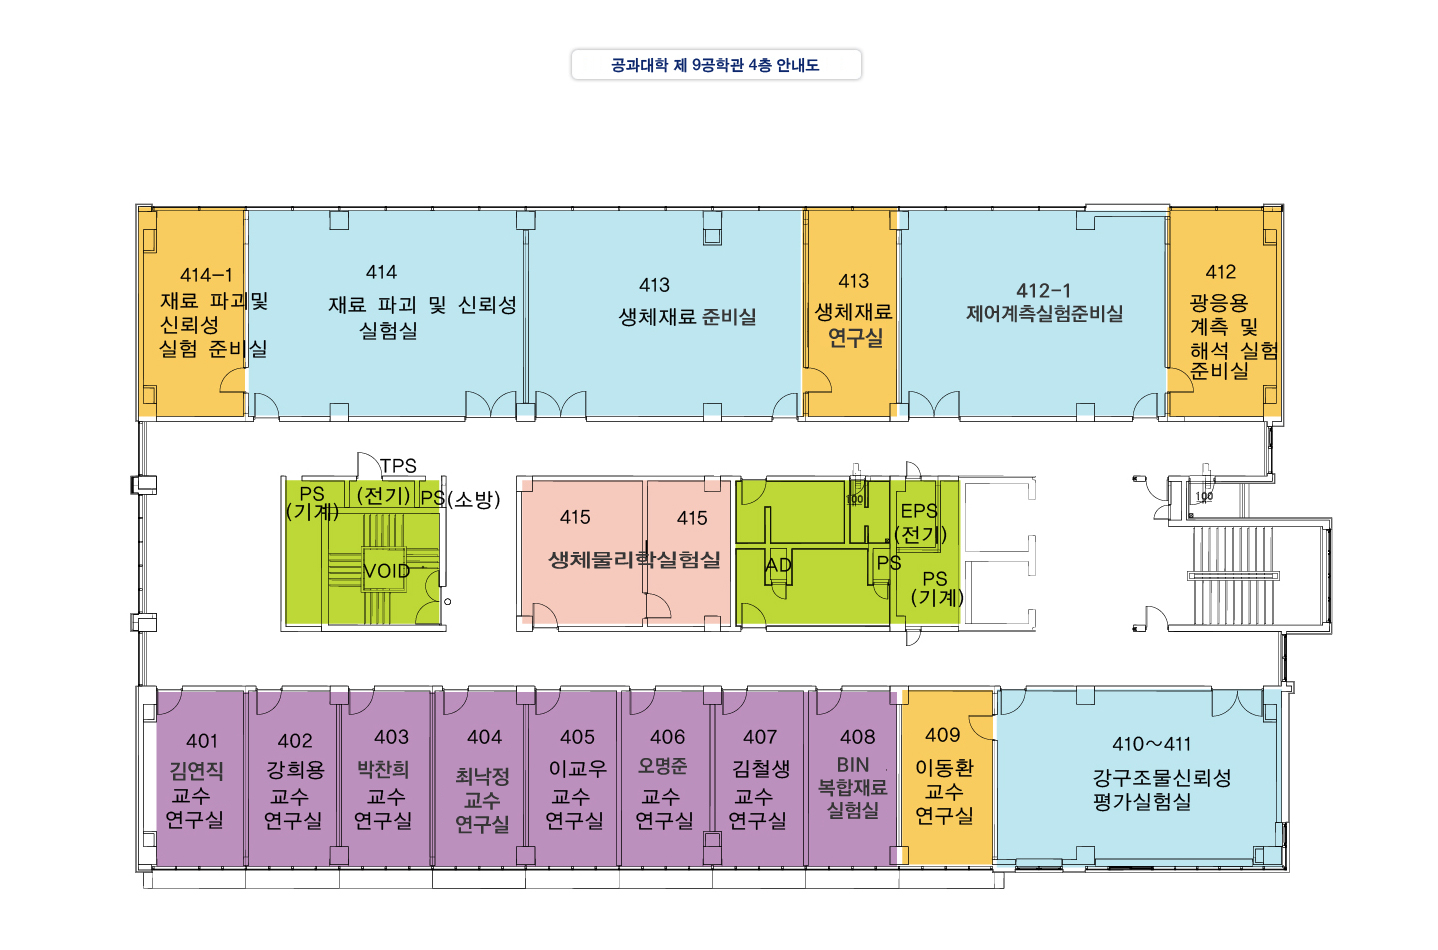 공과대학 제 9공학관 4층 안내도
414-1
재료 파괴및
신뢰성
실험 준비실
414
재료 파괴 및 신뢰성
실험실
413
생체재료 준비실
413
생체재료
연구실
412-1
제어계측실험준비실
412
광응용
계측 및
해석 실험
준비실
TPS
PS
(기계)
(전기)
PS(소방)
VOID
415
415
생체물리학실험실
100
AD
PS
EPS
(전기)
PS
(기계)
100
401
김연직
교수
연구실
402
강희용
교수
연구실
403
박찬희
교수
연구실
404
최낙정
교수
연구실
405
이교우
교수
연구실
406
오명준
교수
연구실
407
김철생
교수
연구실
408
BIN
복합재료
실험실
409
이동환
교수
연구실
410~411
강구조물신뢰성
평가실험실